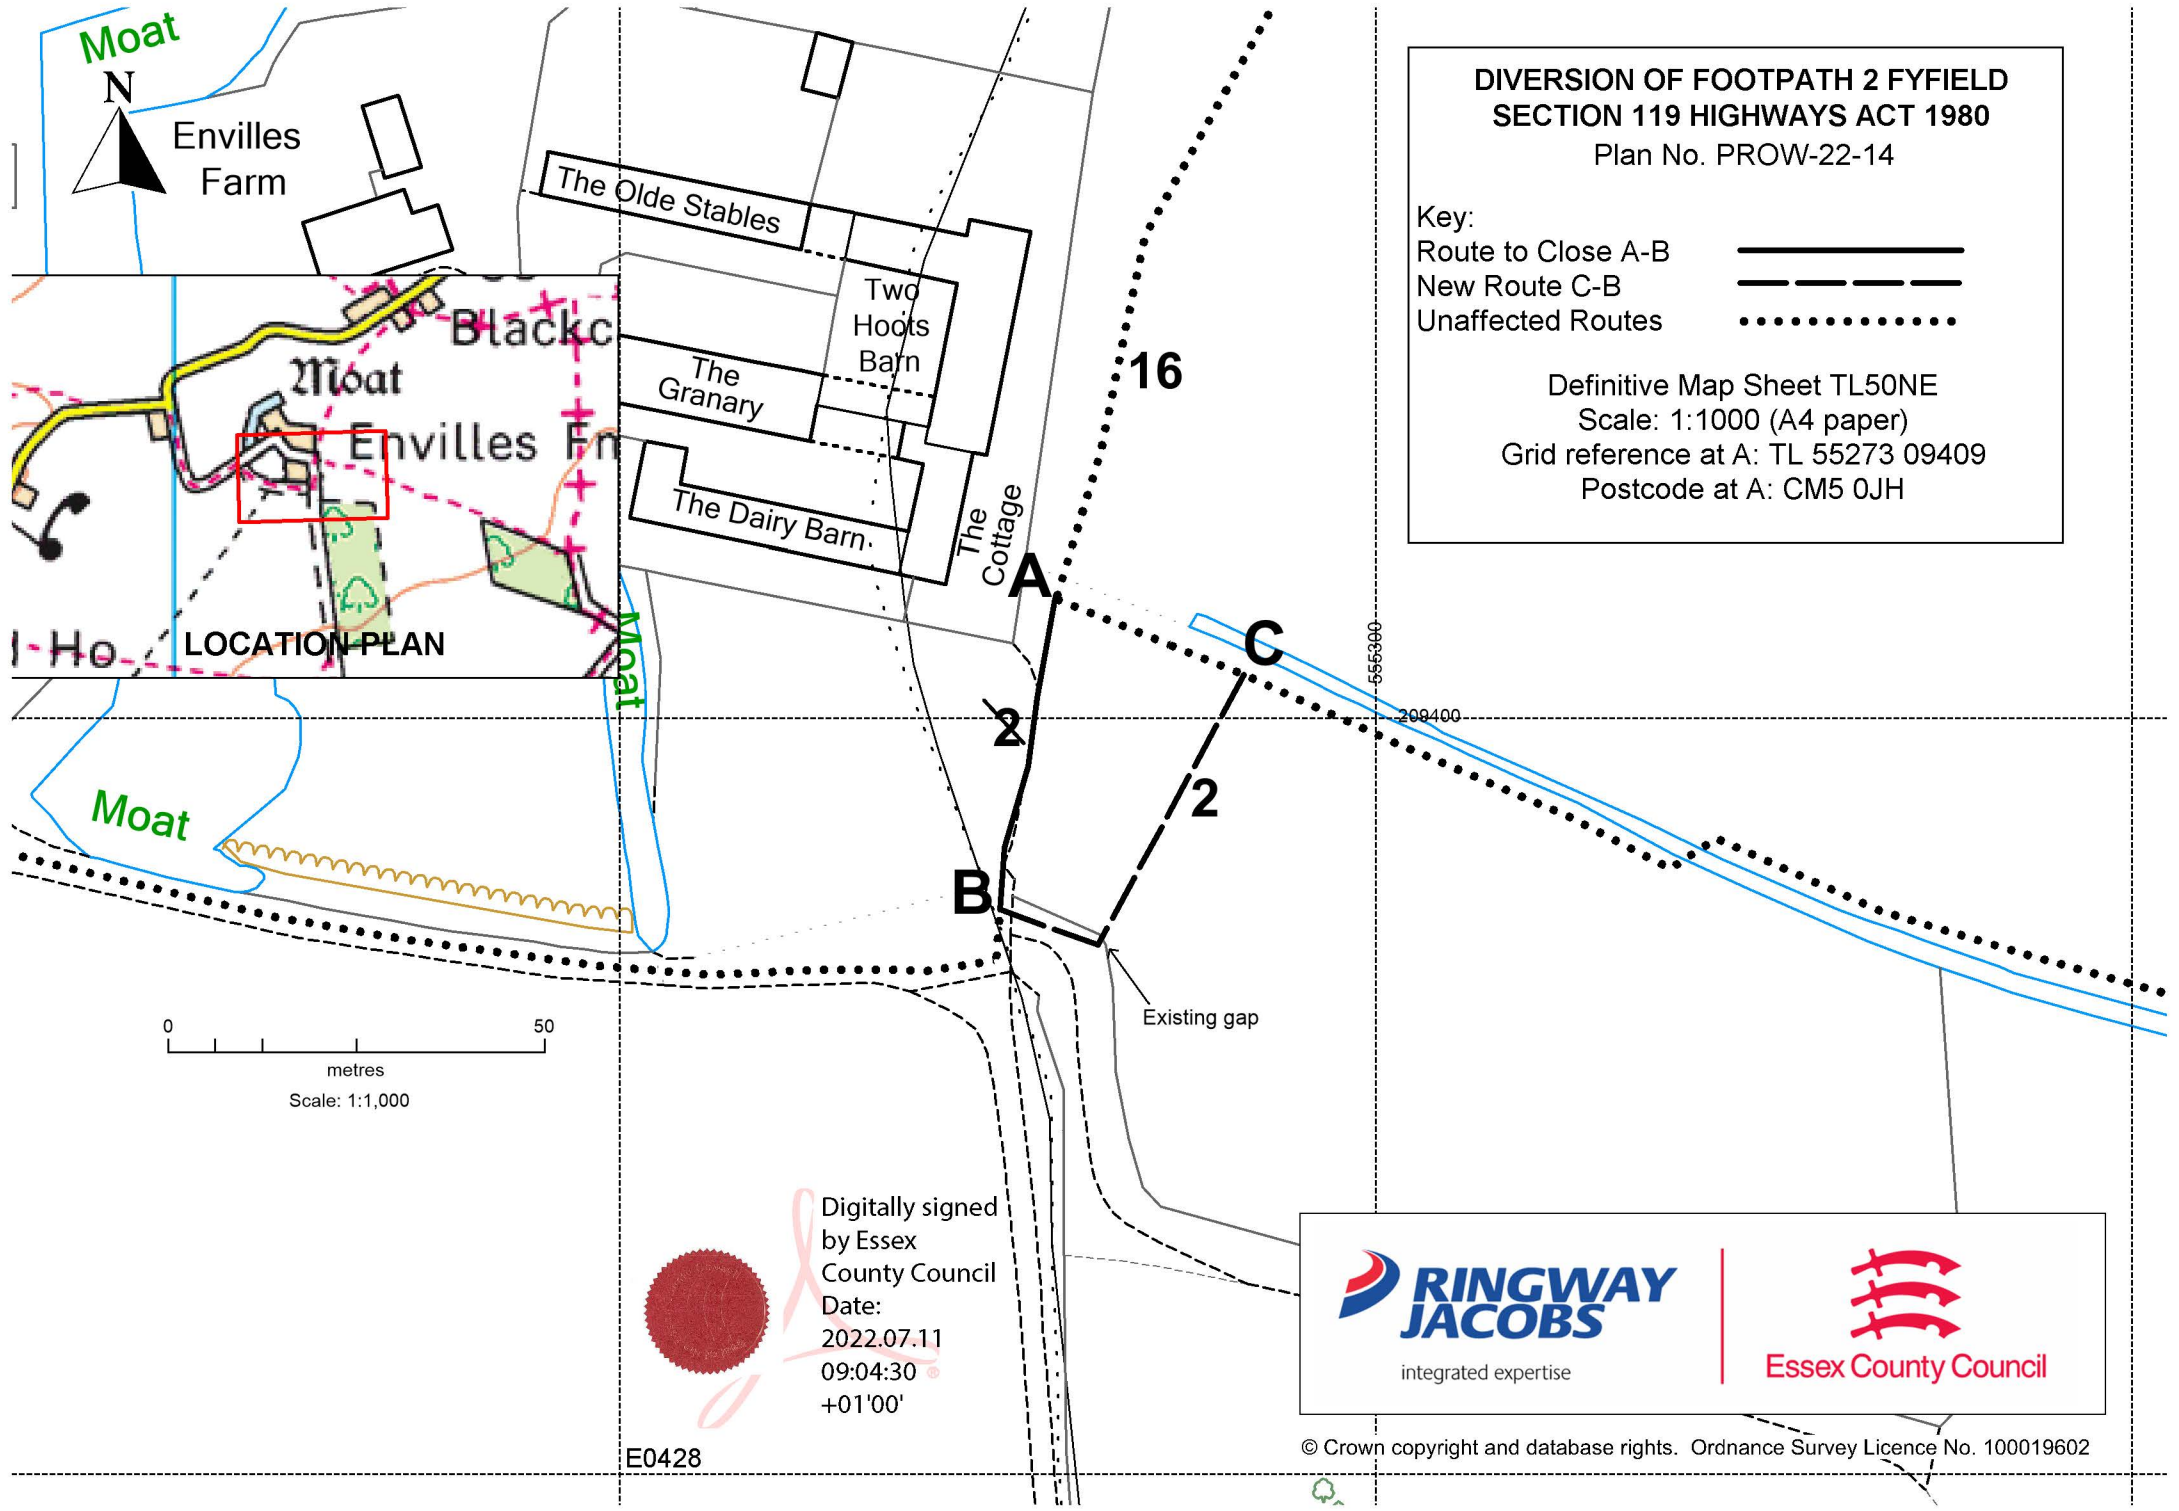 Moat
N
Envilles
Farm
The Olde Stables
Two
Hoots
Barn
The
Granary
The Dairy Barn
The
Cottage
16
DIVERSION OF FOOTPATH 2 FYFIELD
SECTION 119 HIGHWAYS ACT 1980
Plan No. PROW-22-14
Key:
Route to Close A-B
New Route C-B
Unaffected Routes
Definitive Map Sheet TL50NE
Scale: 1:1000 (A4 paper)
Grid reference at A: TL 55273 09409
Postcode at A: CM5 0JH
Blackc
Moat
Envilles Fm
l Ho
LOCATION PLAN
Moat
A
C
555300
209400
2
2
B
Moat
Existing gap
0 50
metres
Scale: 1:1,000
Digitally signed
by Essex
County Council
Date:
2022.07.11
09:04:30
+01'00'
RINGWAY
JACOBS
integrated expertise
Essex County Council
E0428
© Crown copyright and database rights. Ordnance Survey Licence No. 100019602